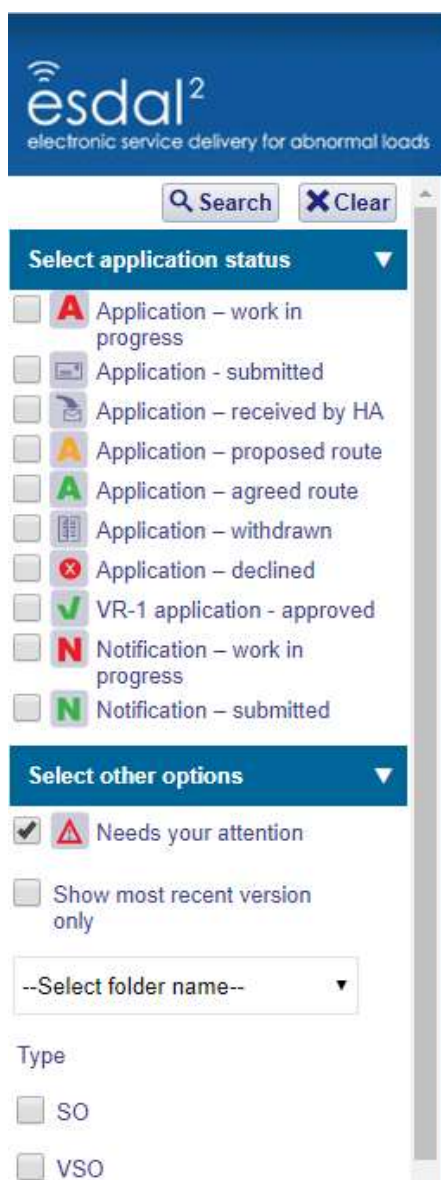 esdal2
electronic service delivery for abnormal loads
Search Clear
Select application status
A Application – work in
progress
Application - submitted
Application – received by HA
A Application – proposed route
A Application – agreed route
Application – withdrawn
Application – declined
VR-1 application - approved
N Notification – work in
progress
N Notification – submitted
Select other options
Needs your attention
Show most recent version
only
--Select folder name--
Type
SO
VSO